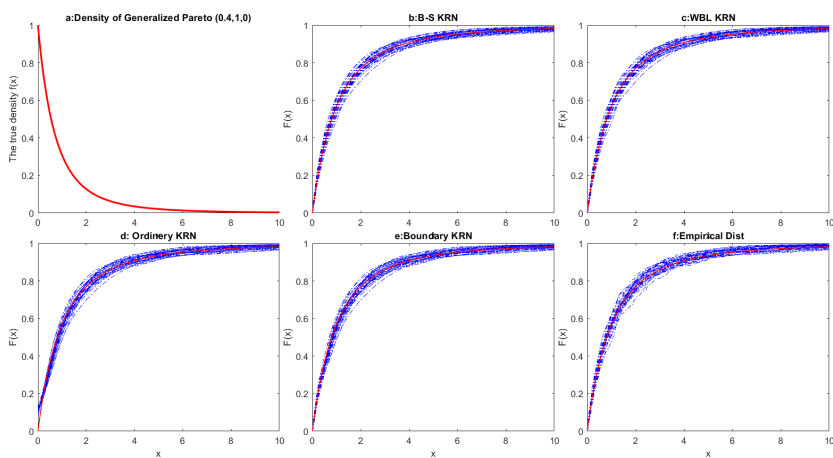 a:Density of Generalized Pareto (0.4,1,0)
The true density f(x)
1
0.8
0.6
0.4
0.2
0
0 2 4 6 8 10
b:B-S KRN
F(x)
1
0.8
0.6
0.4
0.2
0
0 2 4 6 8 10
c:WBL KRN
F(x)
1
0.8
0.6
0.4
0.2
0
0 2 4 6 8 10
d: Ordinery KRN
F(x)
1
0.8
0.6
0.4
0.2
0
0 2 4 6 8 10
x
e:Boundary KRN
F(x)
1
0.8
0.6
0.4
0.2
0
0 2 4 6 8 10
x
f:Empirical Dist
F(x)
1
0.8
0.6
0.4
0.2
0
0 2 4 6 8 10
x